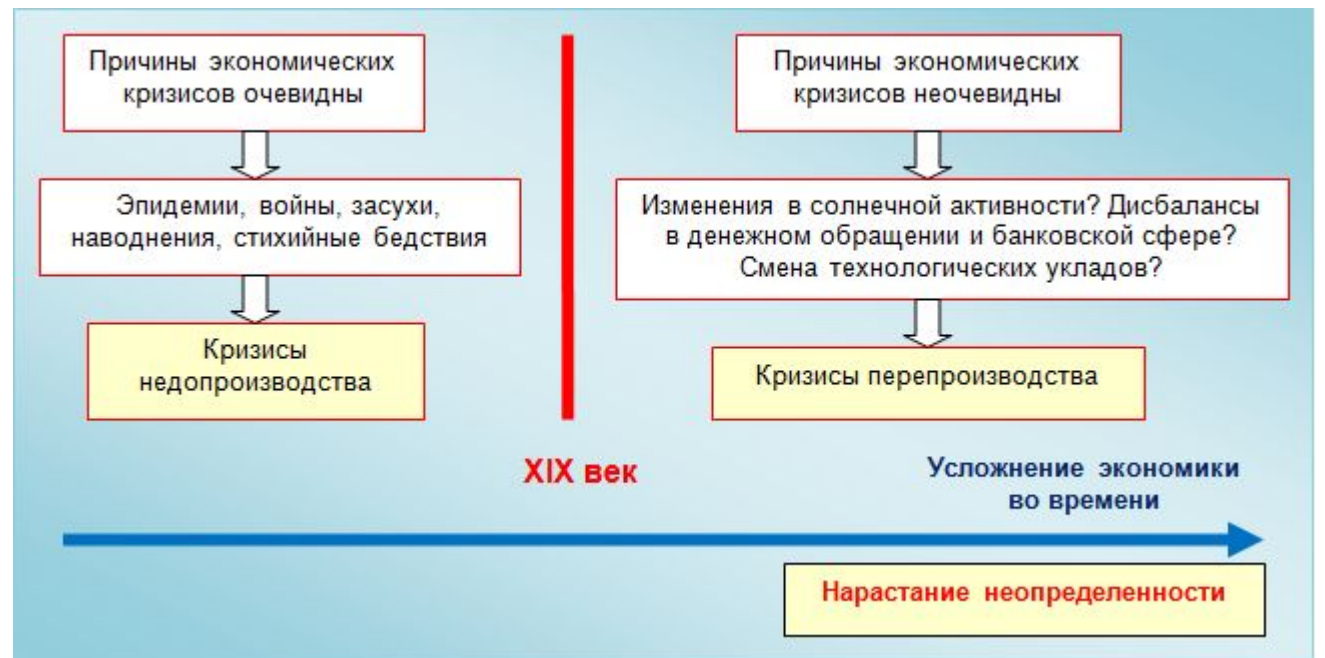 Причины экономических
кризисов очевидны
Эпидемии, войны, засухи,
наводнения, стихийные бедствия
Кризисы
недопроизводства
Причины экономических
кризисов неочевидны
Изменения в солнечной активности? Дисбалансы
в денежном обращении и банковской сфере?
Смена технологических укладов?
Кризисы перепроизводства
XIX век
Усложнение экономики
во времени
Нарастание неопределенности